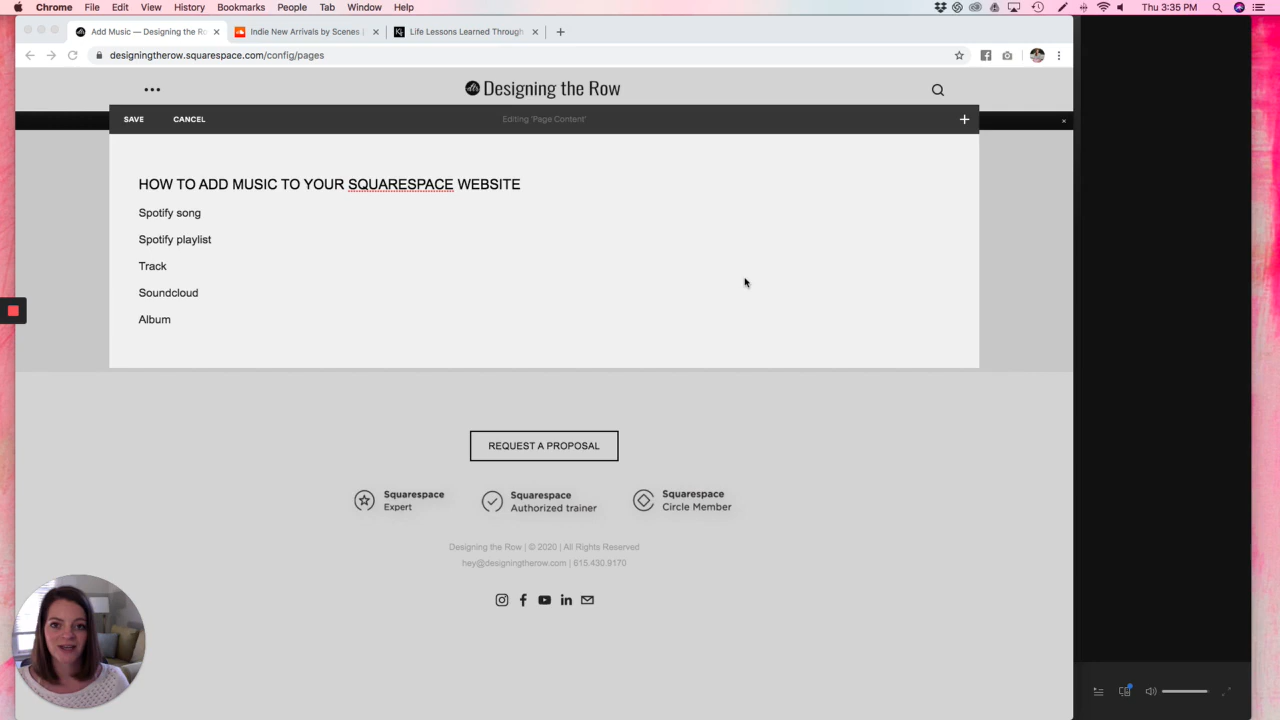 Chrome File Edit View History Bookmarks People Tab Window Help
Thu 3:35 PM
Add Music — Designing the Ro
Indie New Arrivals by Scenes |
Life Lessons Learned Through
designingtherow.squarespace.com/config/pages
Designing the Row
SAVE CANCEL Editing 'Page Content'
HOW TO ADD MUSIC TO YOUR SQUARESPACE WEBSITE
Spotify song
Spotify playlist
Track
Soundcloud
Album
REQUEST A PROPOSAL
Squarespace
Expert
Squarespace
Authorized trainer
Squarespace
Circle Member
Designing the Row | © 2020 | All Rights Reserved
hey@designingtherow.com | 615.430.9170